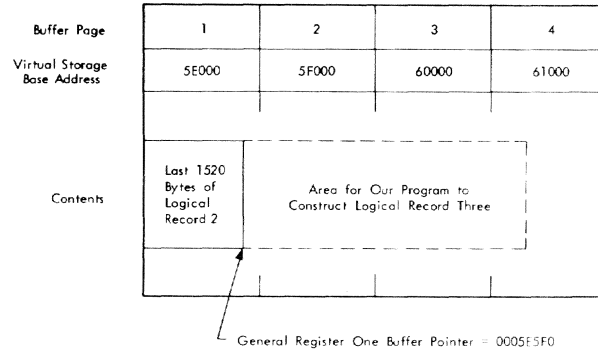 Buffer Page 1 2 3 4
Virtual Storage
Base Address 5E000 5F000 60000 61000
Contents
Last 1520
Bytes of
Logical
Record 2
Area for Our Program to
Construct Logical Record Three
General Register One Buffer Pointer = 0005E5F0